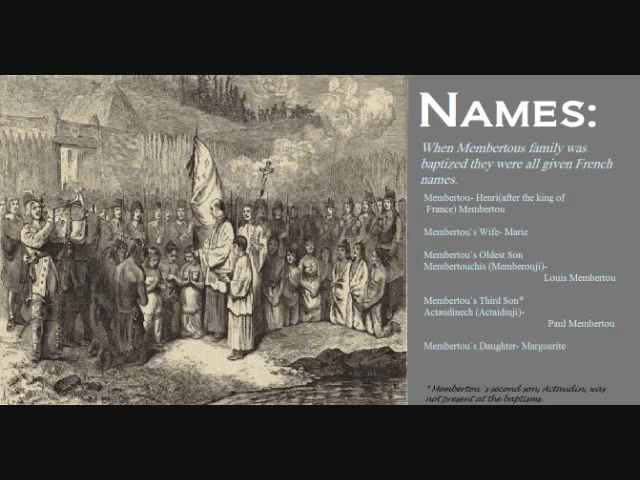 NAMES:
When Membertous family was
baptized they were all given French
names.
Membertou- Henri(after the king of
France) Membertou
Membertou`s Wife- Marie
Membertou`s Oldest Son
Membertouchis (Memberouji)-
Louis Membertou
Membertou`s Third Son*
Actaudinech (Actaidinji)-
Paul Membertou
Membertou`s Daughter- Marguerite
* Membertou`s second son, Actaudin, was
not present at the baptisms.